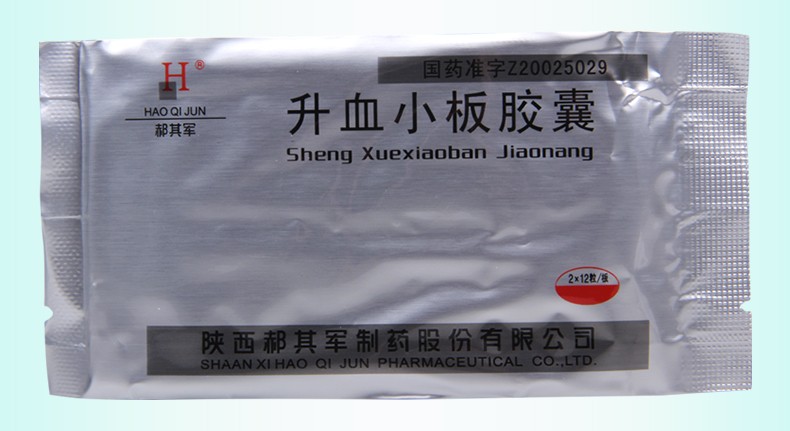 H®
HAO QI JUN
郝其军
国药准字Z20025029
升血小板胶囊
Sheng Xuexiaoban Jiaonang
2×12粒/板
陕西郝其军制药股份有限公司
SHAAN XI HAO QI JUN PHARMACEUTICAL CO.,LTD.